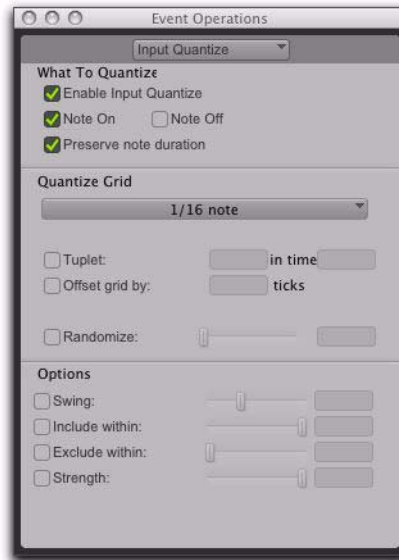 Event Operations
Input Quantize
What To Quantize
Enable Input Quantize
Note On Note Off
Preserve note duration
Quantize Grid
1/16 note
Tuplet: in time
Offset grid by: ticks
Randomize:
Options
Swing:
Include within:
Exclude within:
Strength: